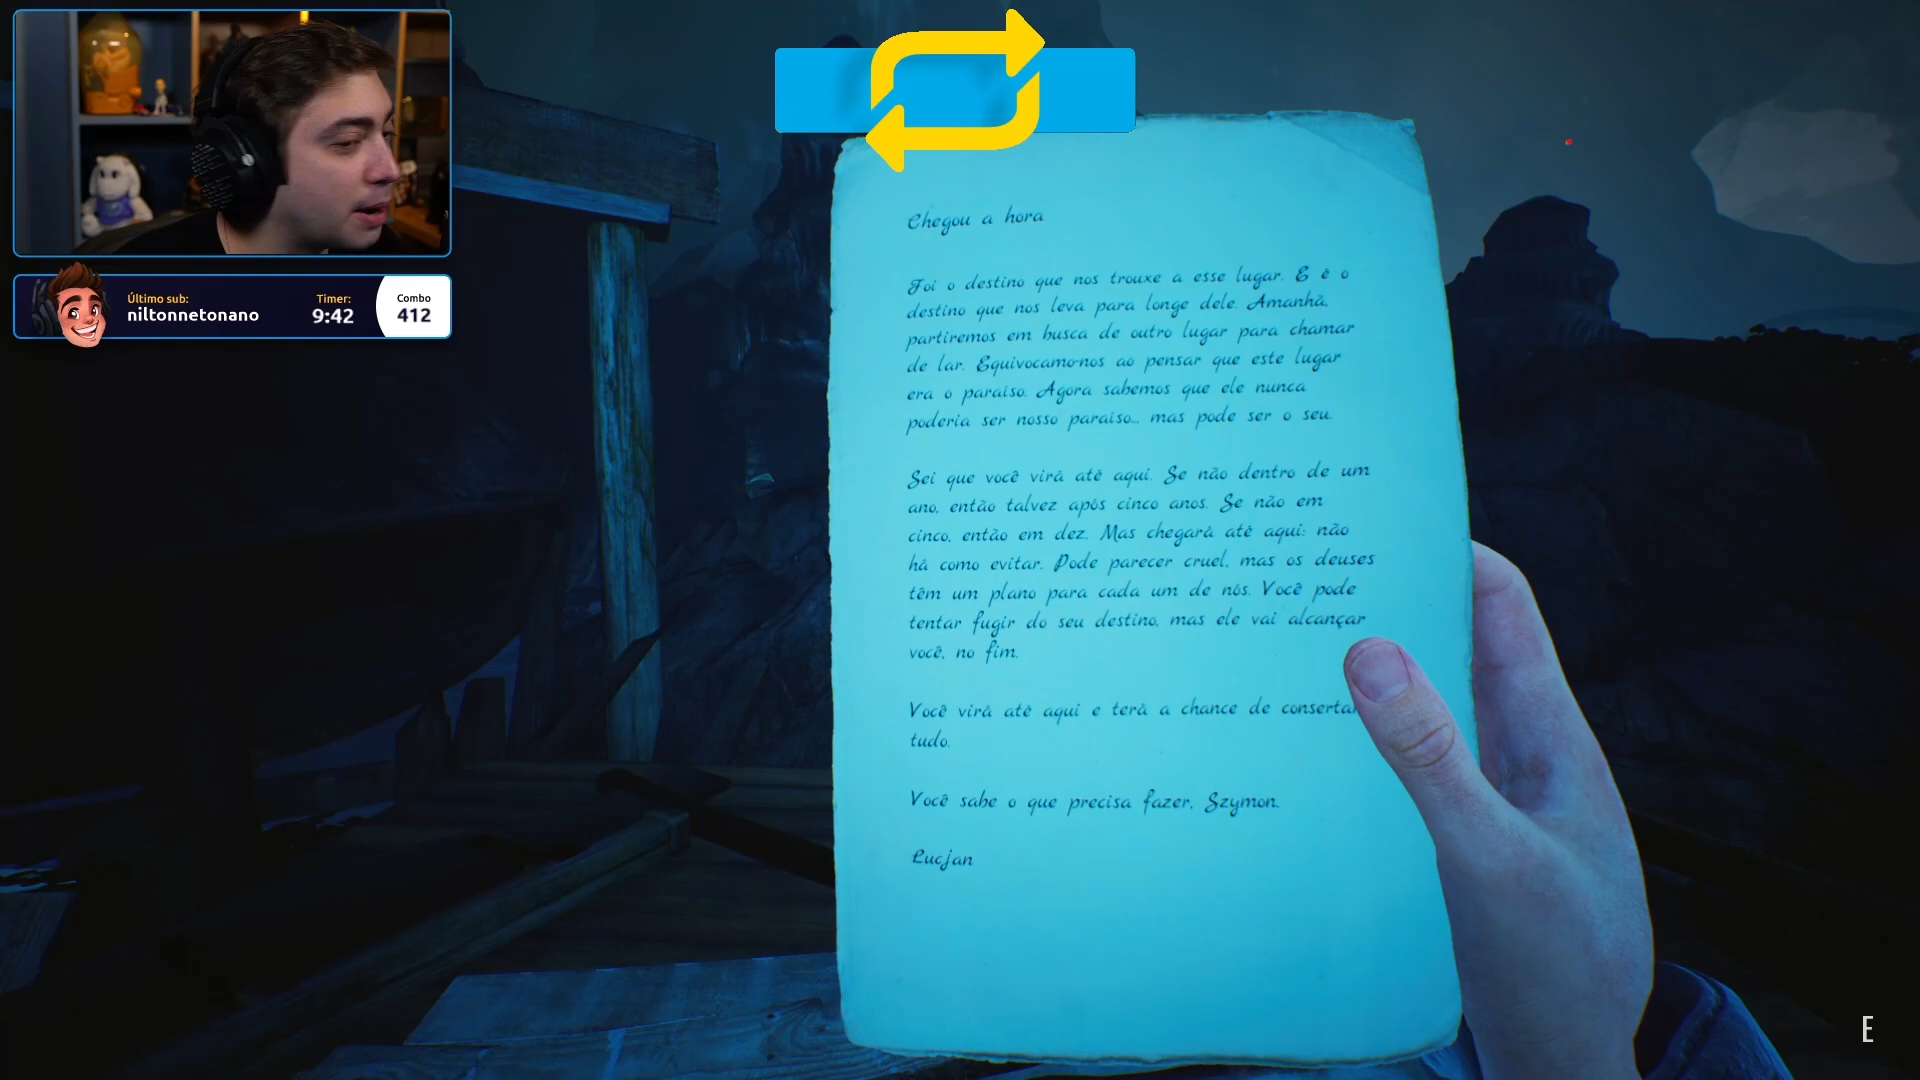 Último sub:
niltonnetonano
Timer:
9:42
Combo
412
Chegou a hora
Foi o destino que nos trouxe a esse lugar. E é o
destino que nos leva para longe dele. Amanhã,
partiremos em busca de outro lugar para chamar
de lar. Equivocamo-nos ao pensar que este lugar
era o paraíso. Agora sabemos que ele nunca
poderia ser nosso paraíso... mas pode ser o seu.
Sei que você virá até aqui. Se não dentro de um
ano, então talvez após cinco anos. Se não em
cinco, então em dez. Mas chegará até aqui: não
há como evitar. Pode parecer cruel, mas os deuses
têm um plano para cada um de nós. Você pode
tentar fugir do seu destino, mas ele vai alcançar
você, no fim.
Você virá até aqui e terá a chance de consertar
tudo.
Você sabe o que precisa fazer, Szymon.
Lucjan
E